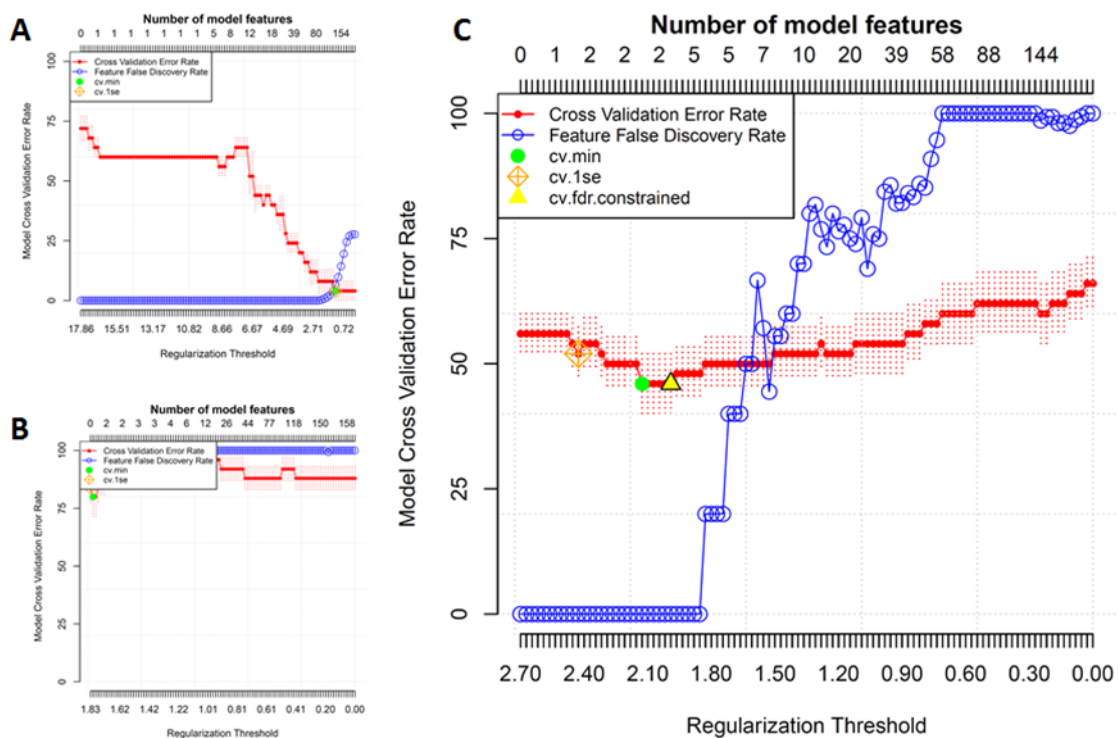 A
Number of model features
0 1 1 1 1 1 1 1 5 8 12 18 39 80 154
Cross Validation Error Rate
Feature False Discovery Rate
cv.min
cv.1se
Model Cross Validation Error Rate
0 25 50 75 100
17.86 15.51 13.17 10.82 8.66 6.67 4.69 2.71 0.72
Regularization Threshold
B
Number of model features
0 2 2 3 3 4 6 12 26 44 77 118 150 158
Cross Validation Error Rate
Feature False Discovery Rate
cv.min
cv.1se
Model Cross Validation Error Rate
0 25 50 75 100
1.83 1.62 1.42 1.22 1.01 0.81 0.61 0.41 0.20 0.00
Regularization Threshold
C
Number of model features
0 1 2 2 2 5 5 7 10 20 39 58 88 144
Cross Validation Error Rate
Feature False Discovery Rate
cv.min
cv.1se
cv.fdr.constrained
Model Cross Validation Error Rate
0 25 50 75 100
2.70 2.40 2.10 1.80 1.50 1.20 0.90 0.60 0.30 0.00
Regularization Threshold